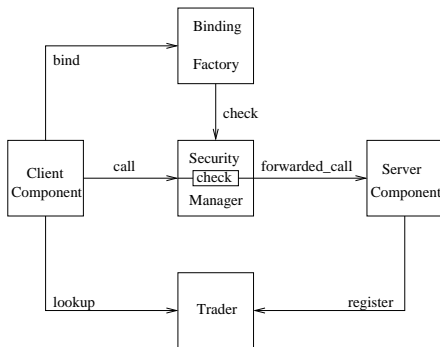 Binding
Factory
bind
check
Client
Component
call
Security
check
Manager
forwarded_call
Server
Component
lookup
Trader
register